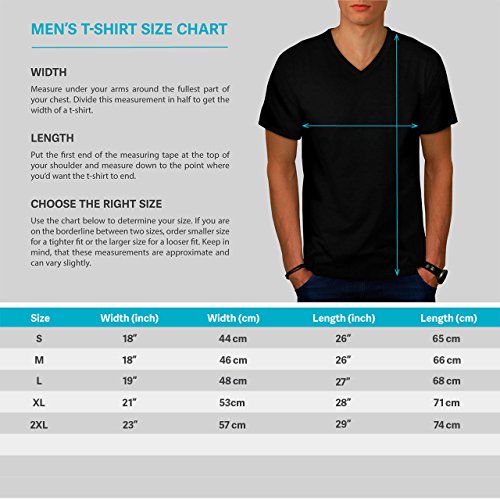 MEN'S T-SHIRT SIZE CHART
WIDTH
Measure under your arms around the fullest part of
your chest. Divide this measurement in half to get the
width of a t-shirt.
LENGTH
Put the first end of the measuring tape at the top of
your shoulder and measure down to the point where
you'd want the t-shirt to end.
CHOOSE THE RIGHT SIZE
Use the chart below to determine your size. If you are
on the borderline between two sizes, order smaller size
for a tighter fit or the larger size for a looser fit. Keep in
mind, that these measurements are approximate and
can vary slightly.
Size Width (inch) Width (cm) Length (inch) Length (cm)
S 18" 44 cm 26" 65 cm
M 18" 46 cm 26" 66 cm
L 19" 48 cm 27" 68 cm
XL 21" 53cm 28" 71 cm
2XL 23" 57 cm 29" 74 cm